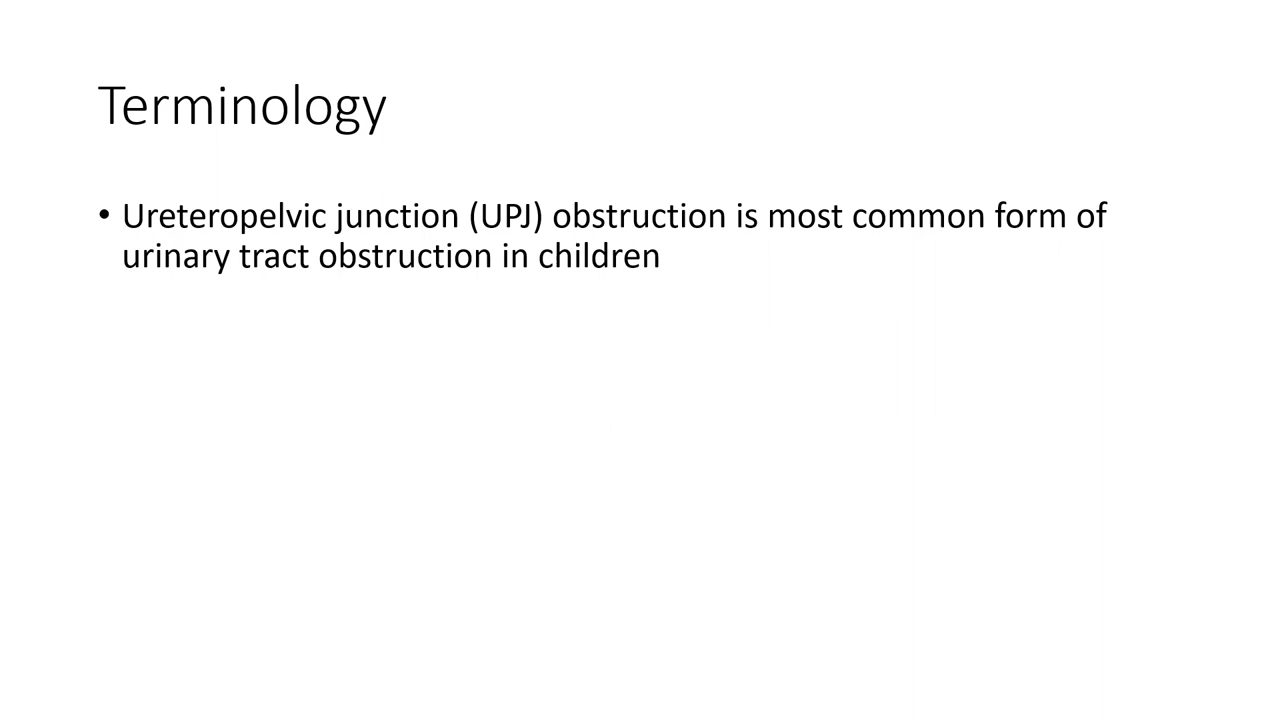 Terminology
• Ureteropelvic junction (UPJ) obstruction is most common form of
urinary tract obstruction in children